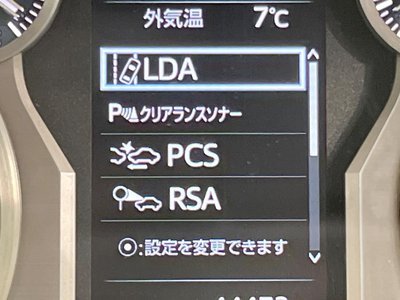 外気温 7℃
LDA
P クリアランスソナー
PCS
RSA
⦿:設定を変更できます